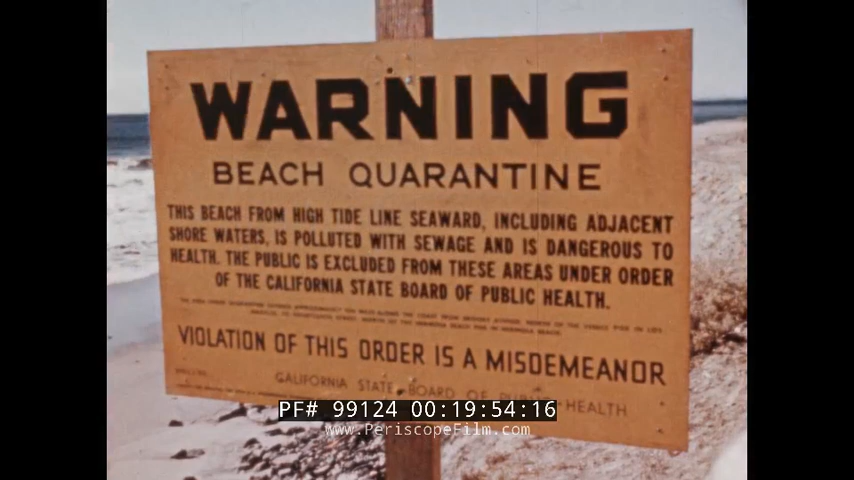 WARNING
BEACH QUARANTINE
THIS BEACH FROM HIGH TIDE LINE SEAWARD, INCLUDING ADJACENT
SHORE WATERS, IS POLLUTED WITH SEWAGE AND IS DANGEROUS TO
HEALTH. THE PUBLIC IS EXCLUDED FROM THESE AREAS UNDER ORDER
OF THE CALIFORNIA STATE BOARD OF PUBLIC HEALTH.
VIOLATION OF THIS ORDER IS A MISDEMEANOR
CALIFORNIA STATE BOARD OF PUBLIC HEALTH
PF# 99124 00:19:54:16
www.PeriscopeFilm.com